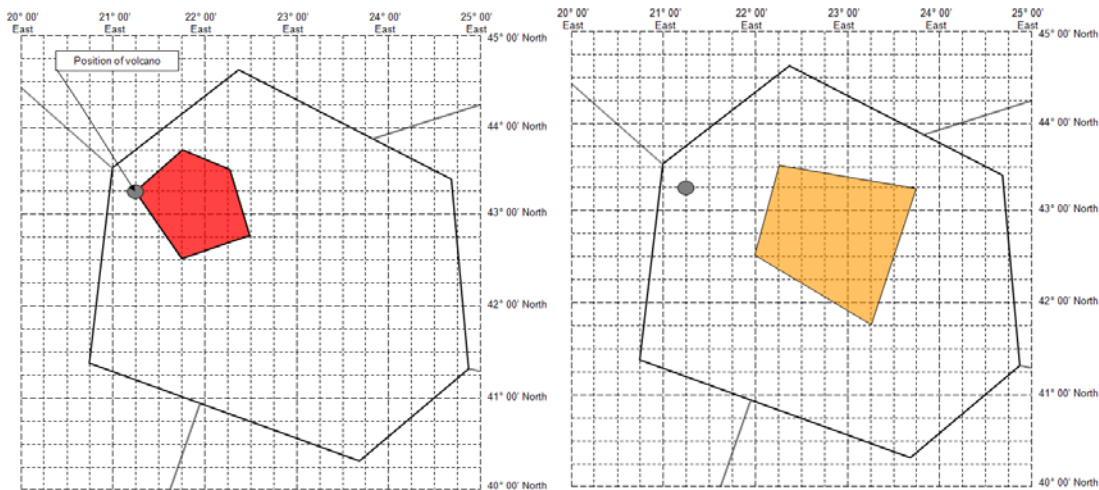 20° 00' 21° 00' 22° 00' 23° 00' 24° 00' 25° 00'
East East East East East East
45° 00' North
Position of volcano
44° 00' North
43° 00' North
42° 00' North
41° 00' North
40° 00' North
20° 00' 21° 00' 22° 00' 23° 00' 24° 00' 25° 00'
East East East East East East
45° 00' North
44° 00' North
43° 00' North
42° 00' North
41° 00' North
40° 00' North